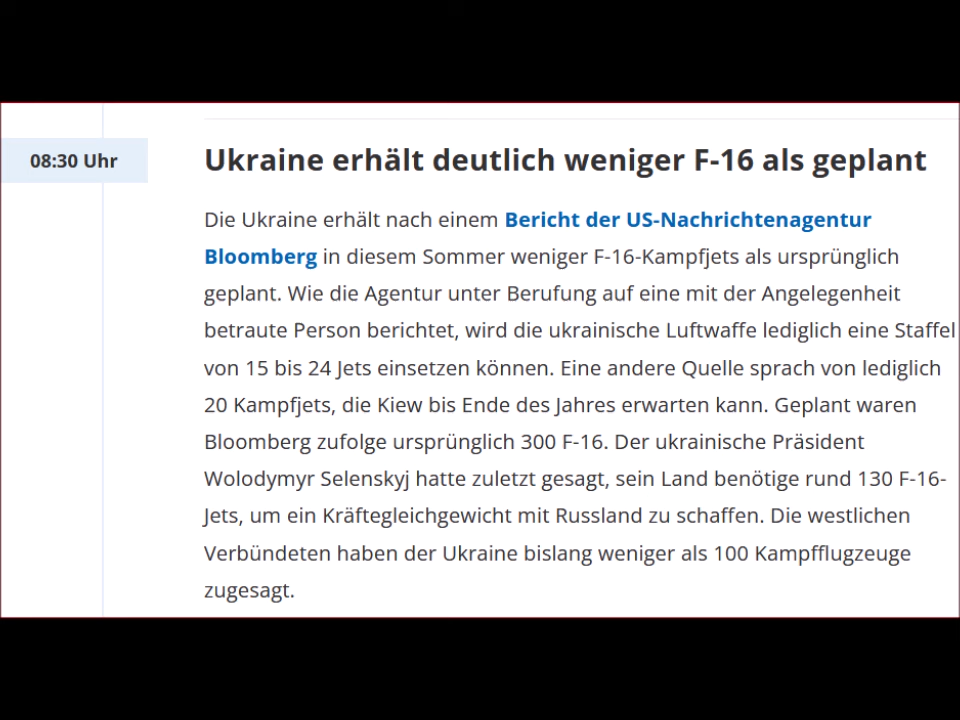 08:30 Uhr
Ukraine erhält deutlich weniger F-16 als geplant
Die Ukraine erhält nach einem Bericht der US-Nachrichtenagentur
Bloomberg in diesem Sommer weniger F-16-Kampfjets als ursprünglich
geplant. Wie die Agentur unter Berufung auf eine mit der Angelegenheit
betraute Person berichtet, wird die ukrainische Luftwaffe lediglich eine Staffel
von 15 bis 24 Jets einsetzen können. Eine andere Quelle sprach von lediglich
20 Kampfjets, die Kiew bis Ende des Jahres erwarten kann. Geplant waren
Bloomberg zufolge ursprünglich 300 F-16. Der ukrainische Präsident
Wolodymyr Selenskyj hatte zuletzt gesagt, sein Land benötige rund 130 F-16-
Jets, um ein Kräftegleichgewicht mit Russland zu schaffen. Die westlichen
Verbündeten haben der Ukraine bislang weniger als 100 Kampfflugzeuge
zugesagt.